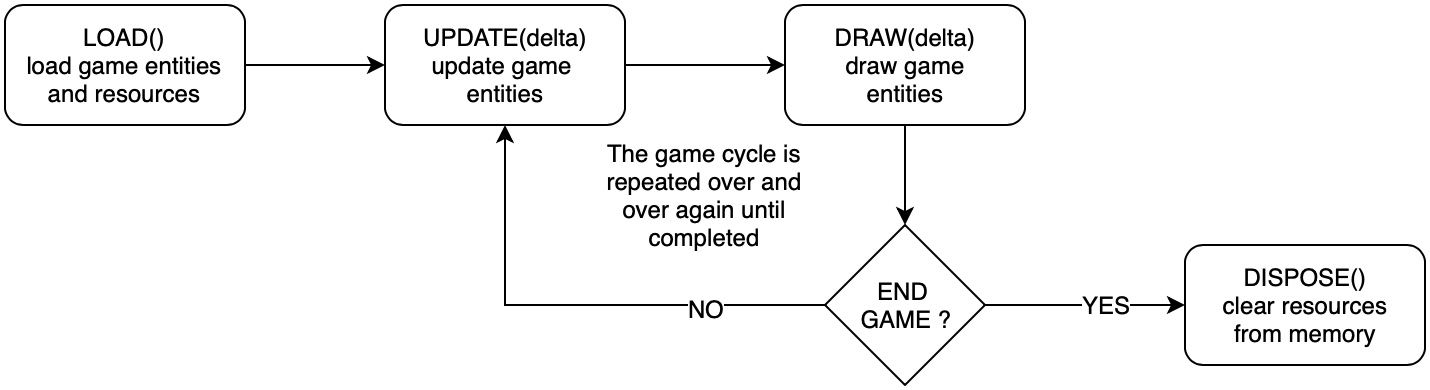 LOAD()
load game entities
and resources
UPDATE(delta)
update game
entities
DRAW(delta)
draw game
entities
The game cycle is
repeated over and
over again until
completed
END
GAME ?
NO
YES
DISPOSE()
clear resources
from memory